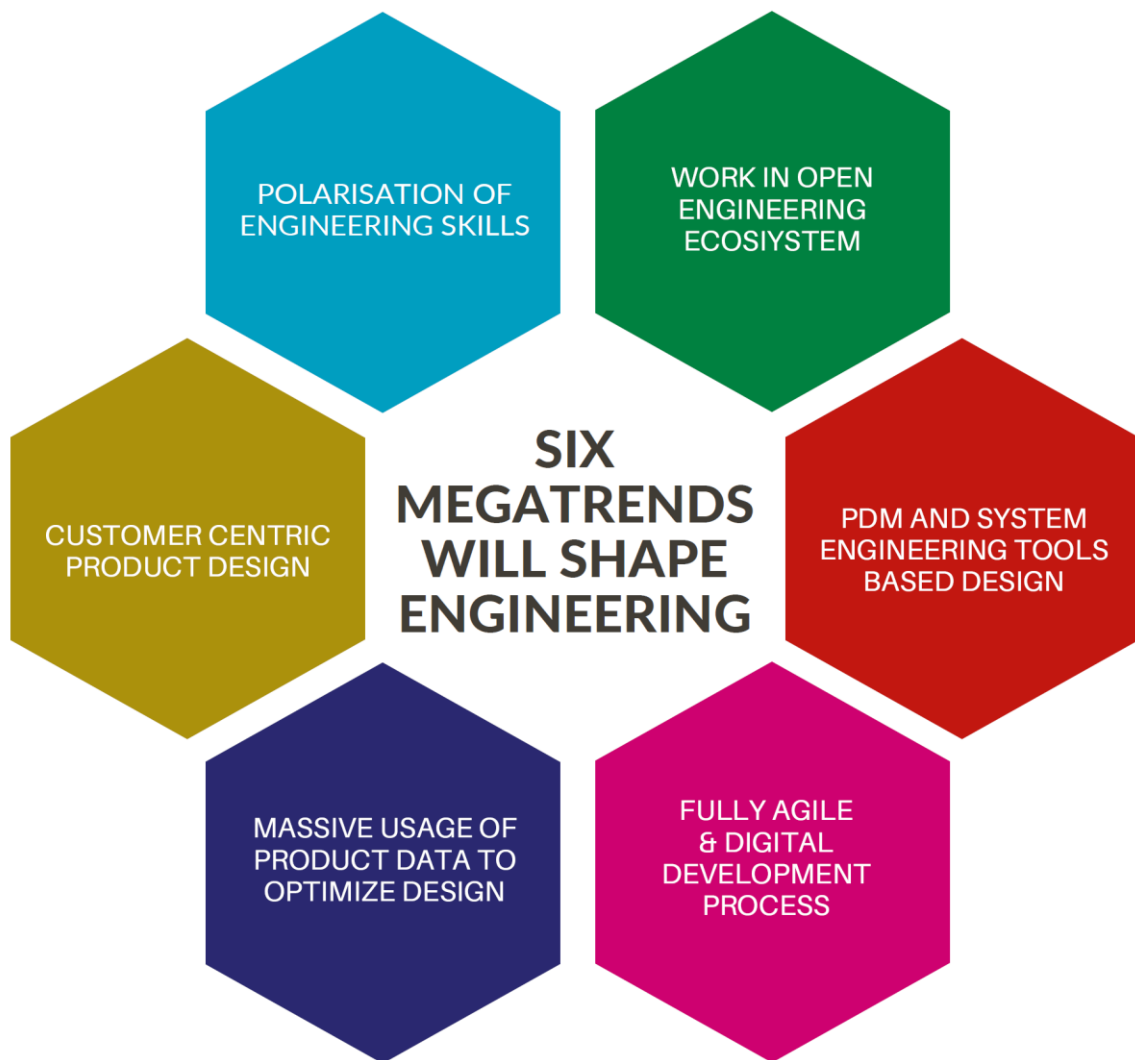 POLARISATION OF
ENGINEERING SKILLS
WORK IN OPEN
ENGINEERING
ECOSIYSTEM
CUSTOMER CENTRIC
PRODUCT DESIGN
SIX
MEGATRENDS
WILL SHAPE
ENGINEERING
PDM AND SYSTEM
ENGINEERING TOOLS
BASED DESIGN
MASSIVE USAGE OF
PRODUCT DATA TO
OPTIMIZE DESIGN
FULLY AGILE
& DIGITAL
DEVELOPMENT
PROCESS